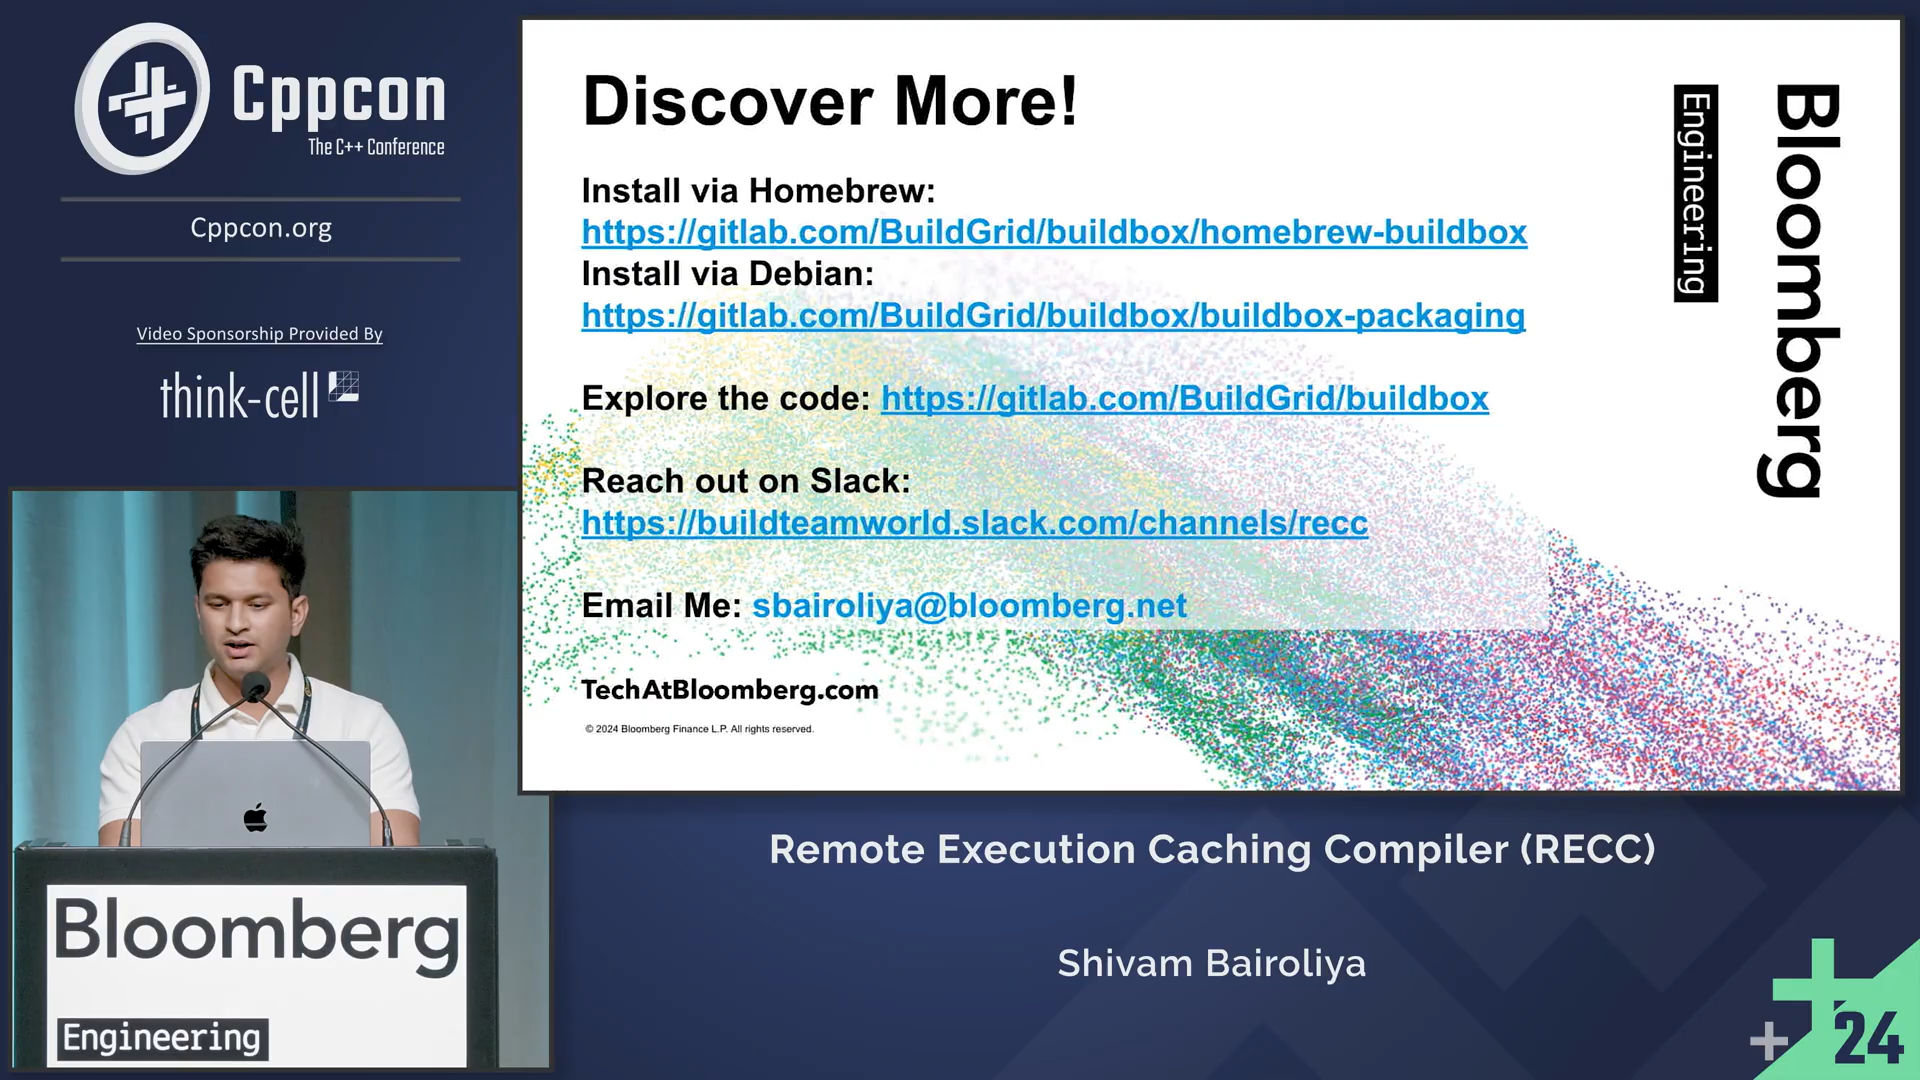 Cppcon
The C++ Conference
Cppcon.org
Video Sponsorship Provided By
think-cell
Discover More!
Install via Homebrew:
https://gitlab.com/BuildGrid/buildbox/homebrew-buildbox
Install via Debian:
https://gitlab.com/BuildGrid/buildbox/buildbox-packaging
Explore the code: https://gitlab.com/BuildGrid/buildbox
Reach out on Slack:
https://buildteamworld.slack.com/channels/recc
Email Me: sbairoliya@bloomberg.net
TechAtBloomberg.com
© 2024 Bloomberg Finance L.P. All rights reserved.
Bloomberg
Engineering
Bloomberg
Engineering
Remote Execution Caching Compiler (RECC)
Shivam Bairoliya
24